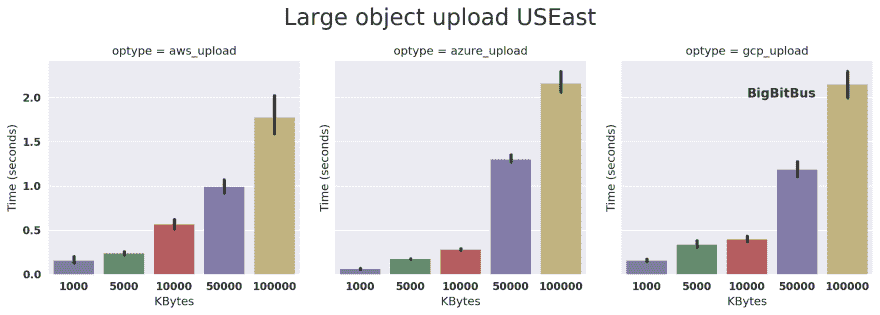 Large object upload USEast
optype = aws_upload
optype = azure_upload
optype = gcp_upload
Time (seconds)
2.0
1.5
1.0
0.5
0.0
1000 5000 10000 50000 100000
KBytes
Time (seconds)
1000 5000 10000 50000 100000
KBytes
Time (seconds)
BigBitBus
1000 5000 10000 50000 100000
KBytes